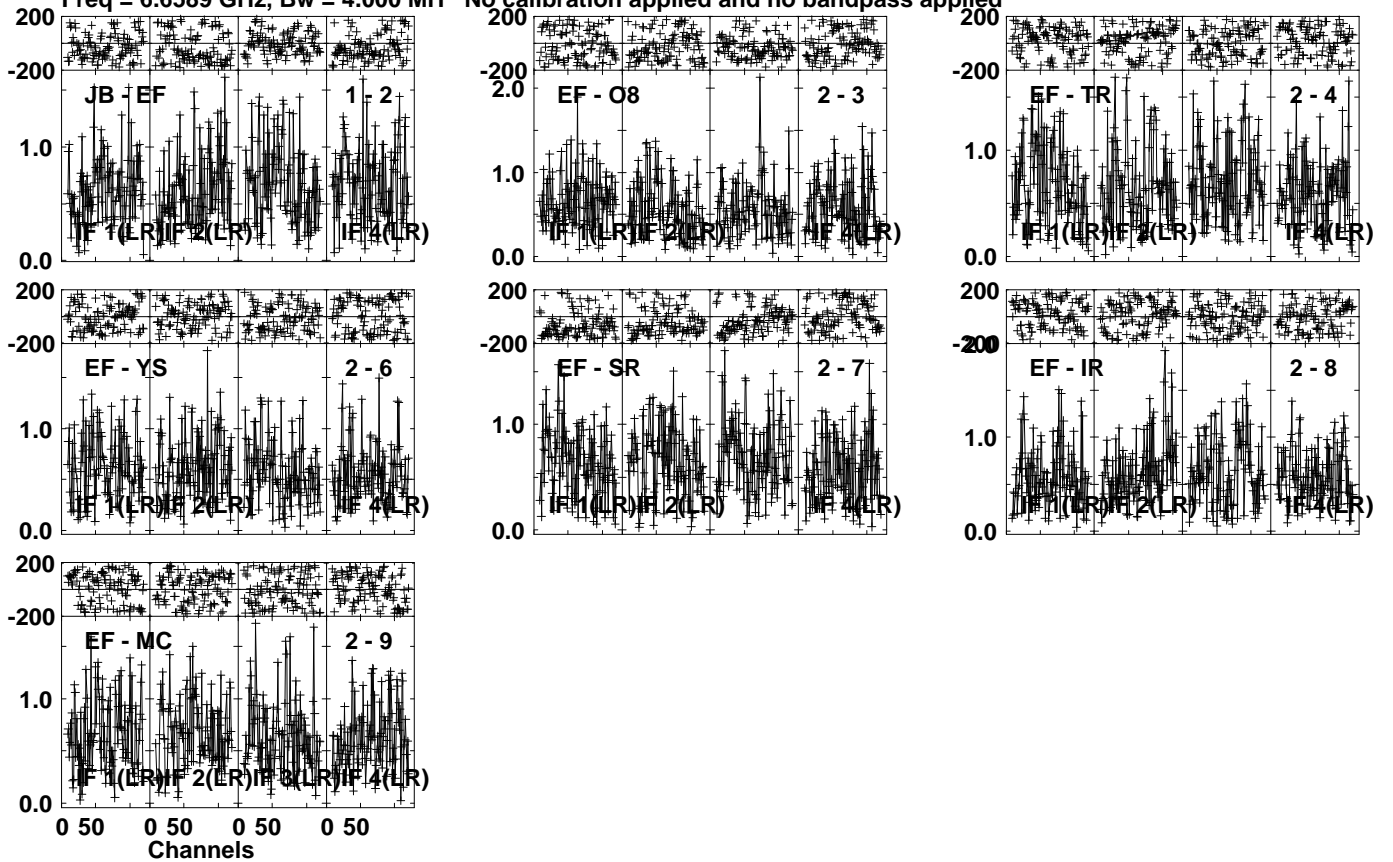 Freq = 6.6589 GHz, Bw = 4.000 MH No calibration applied and no bandpass applied
200
-200
JB - EF 1 - 2
1.0
0.0
IF 1(LR) IF 2(LR) IF 4(LR)
200
-200
2.0
EF - O8 2 - 3
1.0
0.0
IF 1(LR) IF 2(LR) IF 4(LR)
200
-200
EF - TR 2 - 4
1.0
0.0
IF 1(LR) IF 2(LR) IF 4(LR)
200
-200
EF - YS 2 - 6
1.0
0.0
IF 1(LR) IF 2(LR) IF 4(LR)
200
-200
EF - SR 2 - 7
1.0
0.0
IF 1(LR) IF 2(LR) IF 4(LR)
200
-200
2.0
EF - IR 2 - 8
1.0
0.0
IF 1(LR) IF 2(LR) IF 4(LR)
200
-200
EF - MC 2 - 9
1.0
0.0
IF 1(LR) IF 2(LR) IF 3(LR) IF 4(LR)
0 50 0 50 0 50 0 50
Channels